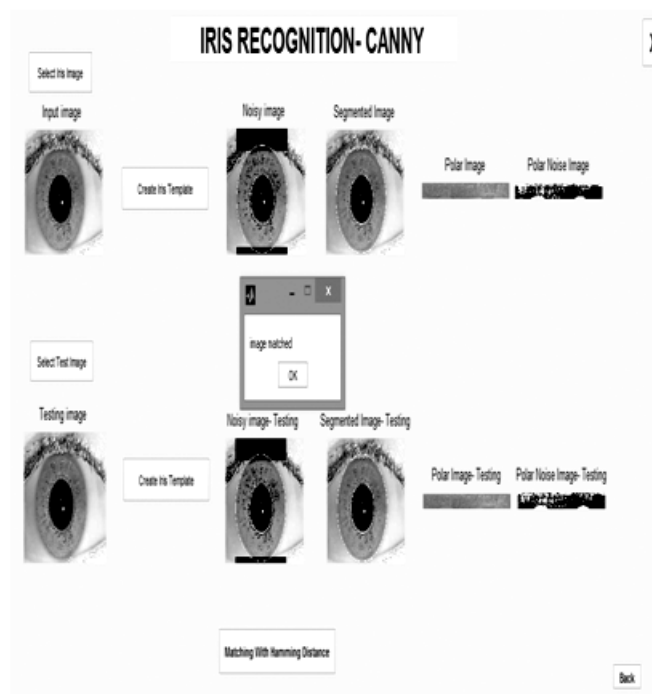 IRIS RECOGNITION- CANNY
X
Select Iris Image
Input image
Noisy image
Segmented Image
Create Iris Template
Polar Image
Polar Noise Image
X
image matched
OK
Select Test Image
Testing image
Noisy image- Testing
Segmented Image- Testing
Create Iris Template
Polar Image- Testing
Polar Noise Image- Testing
Matching With Hamming Distance
Back